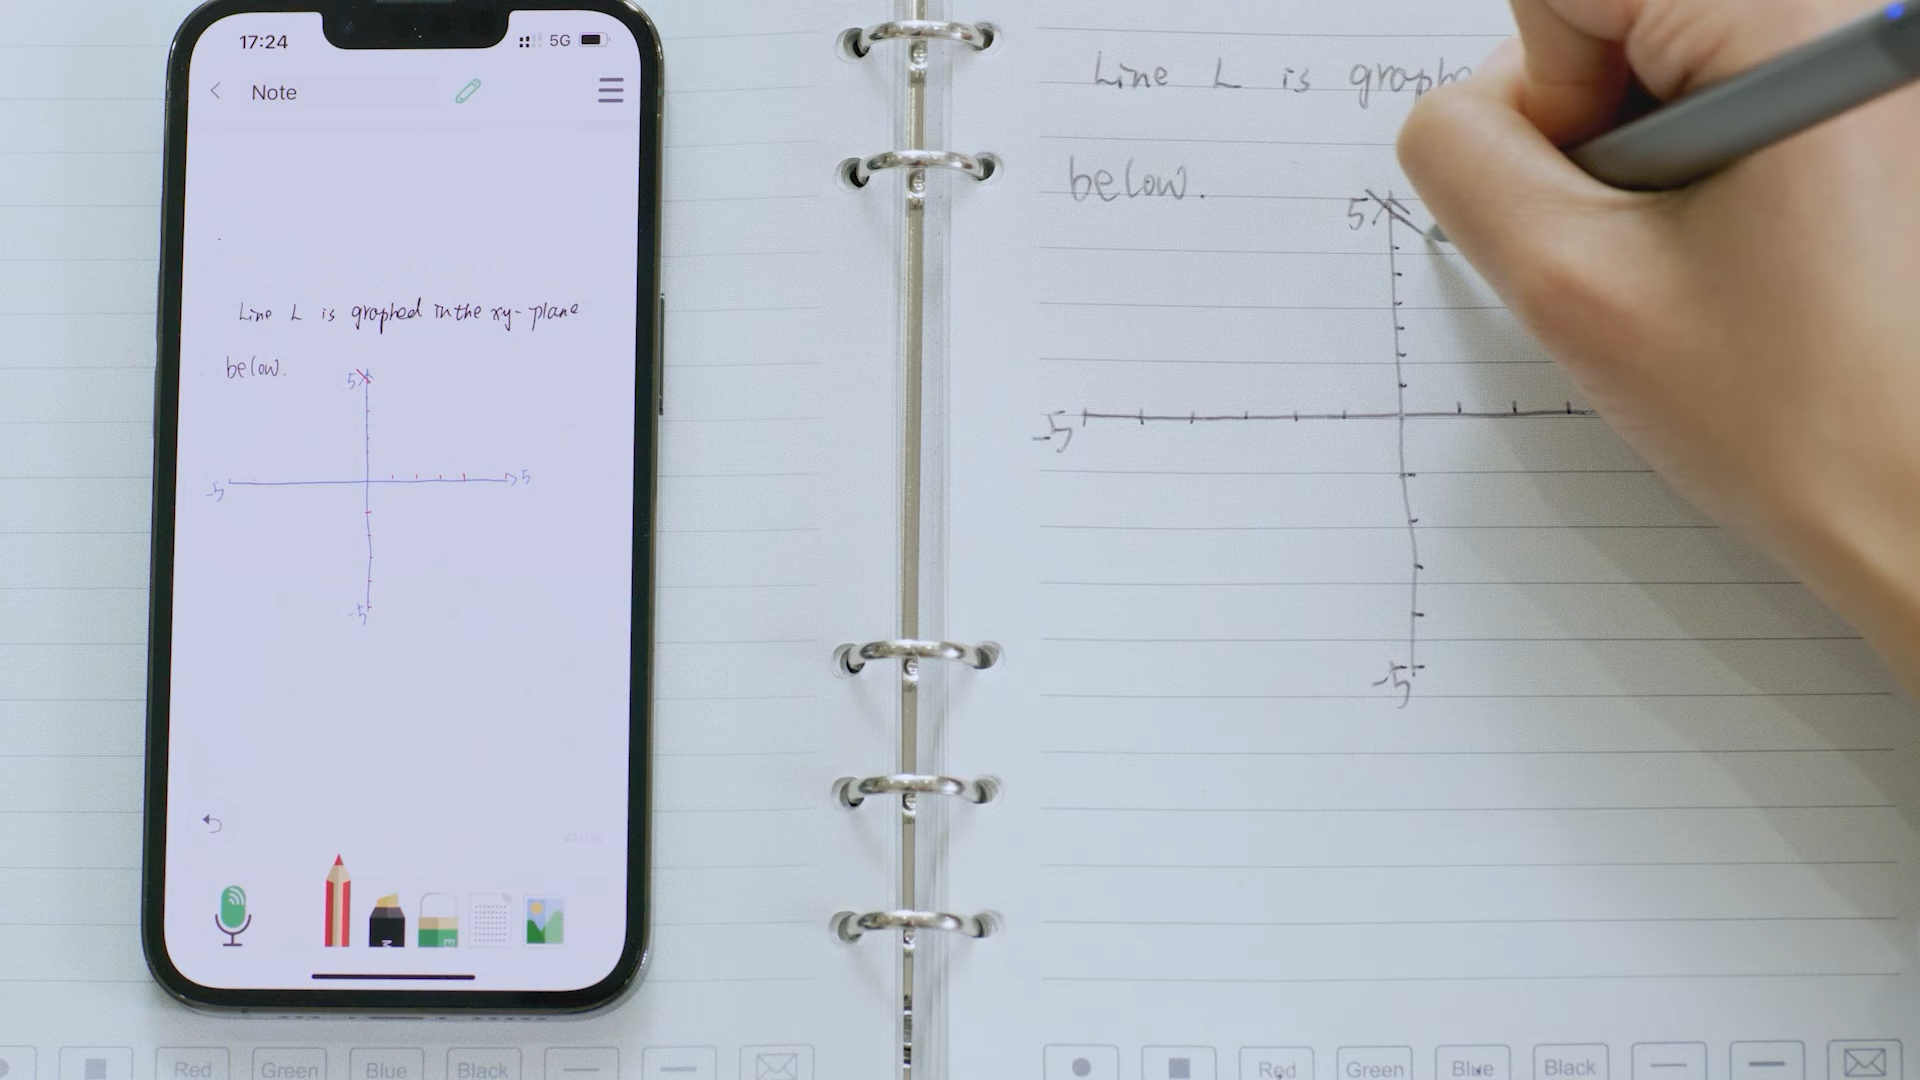 17:24
5G
Note
Line L is graphed in the xy-plane
below.
5
-5
5
-5
M
E
Line L is graph
below.
5
-5
-5
Red
Green
Blue
Black
Red
Green
Blue
Black